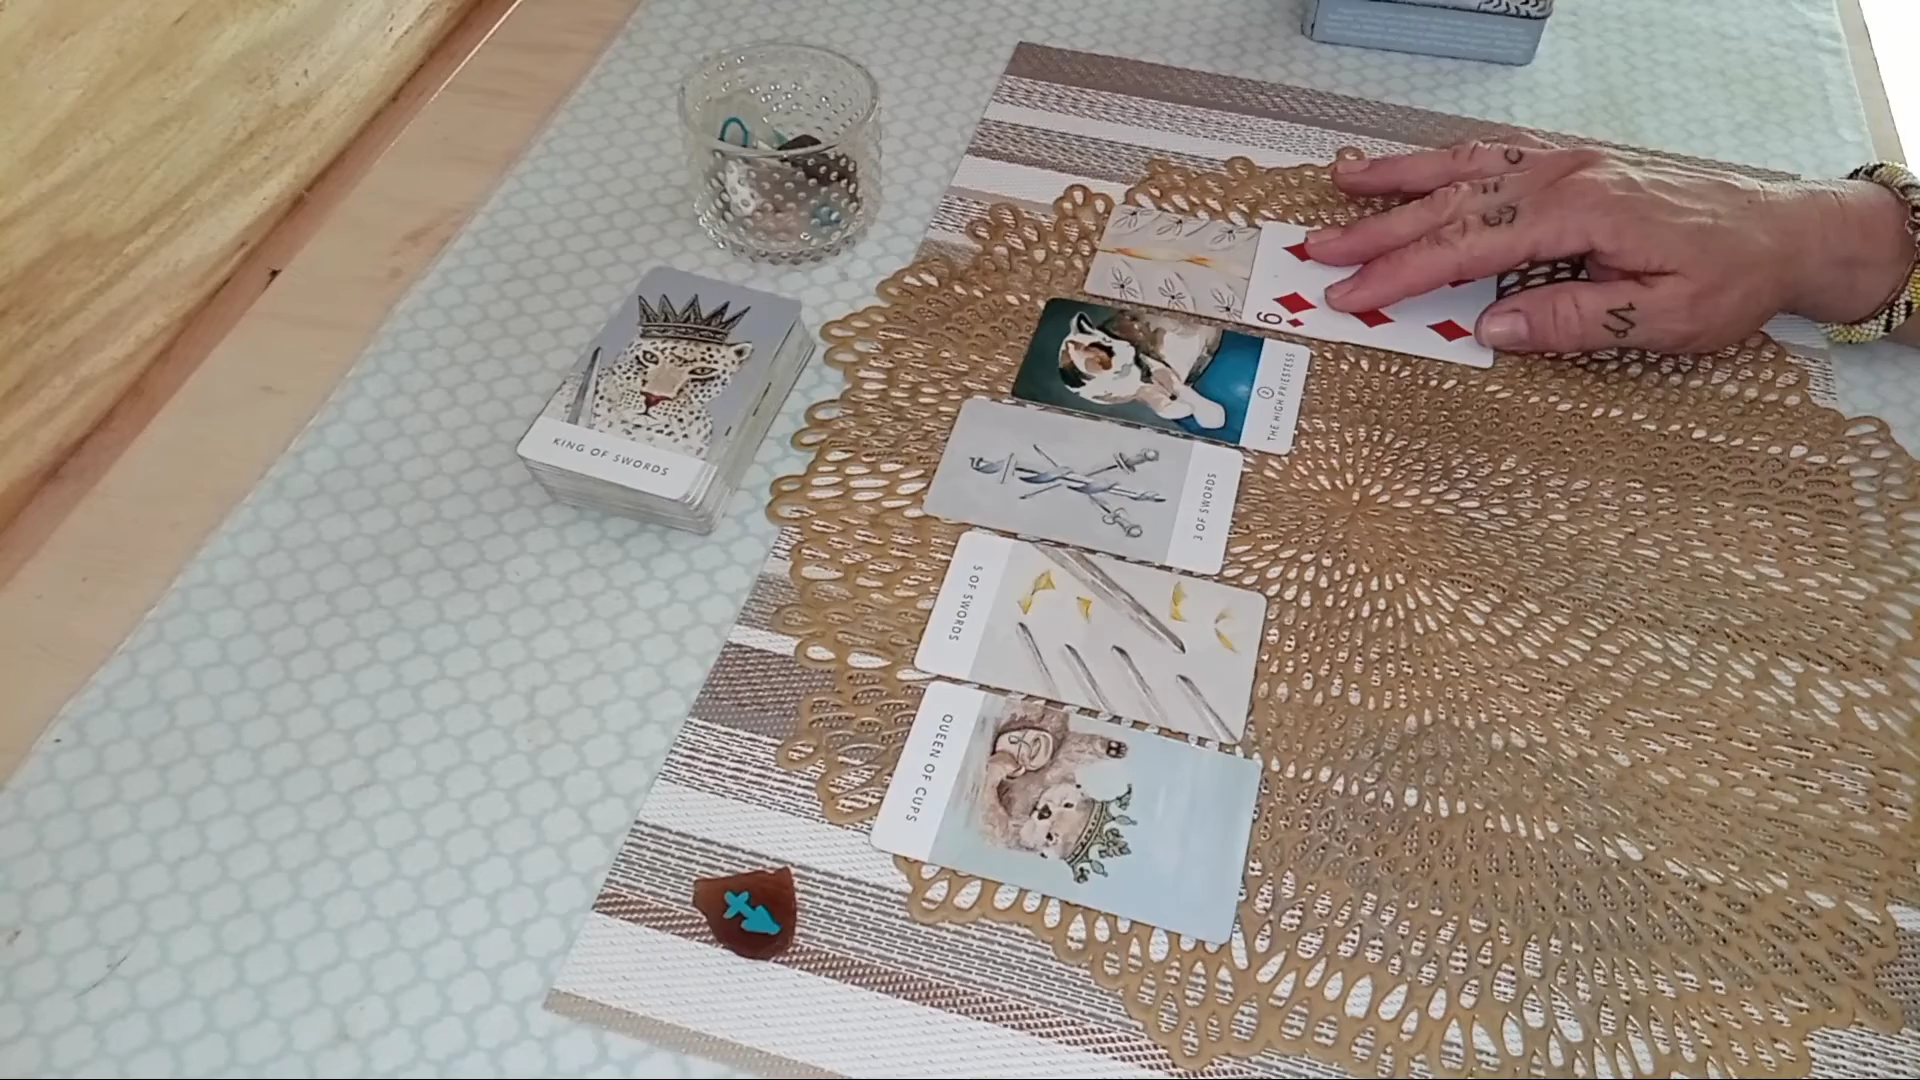 KING OF SWORDS
9
THE HIGH PRIESTESS
3 OF SWORDS
5 OF SWORDS
QUEEN OF CUPS